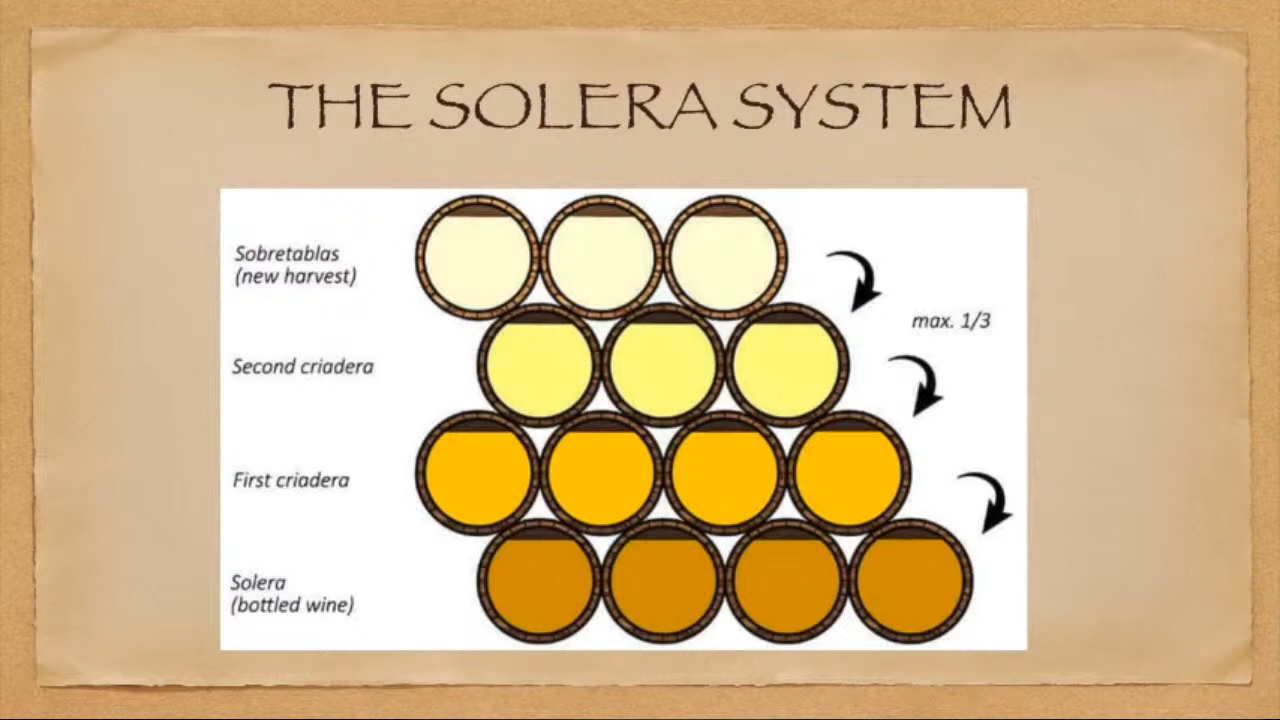 THE SOLERA SYSTEM
Sobretablas
(new harvest)
max. 1/3
Second criadera
First criadera
Solera
(bottled wine)